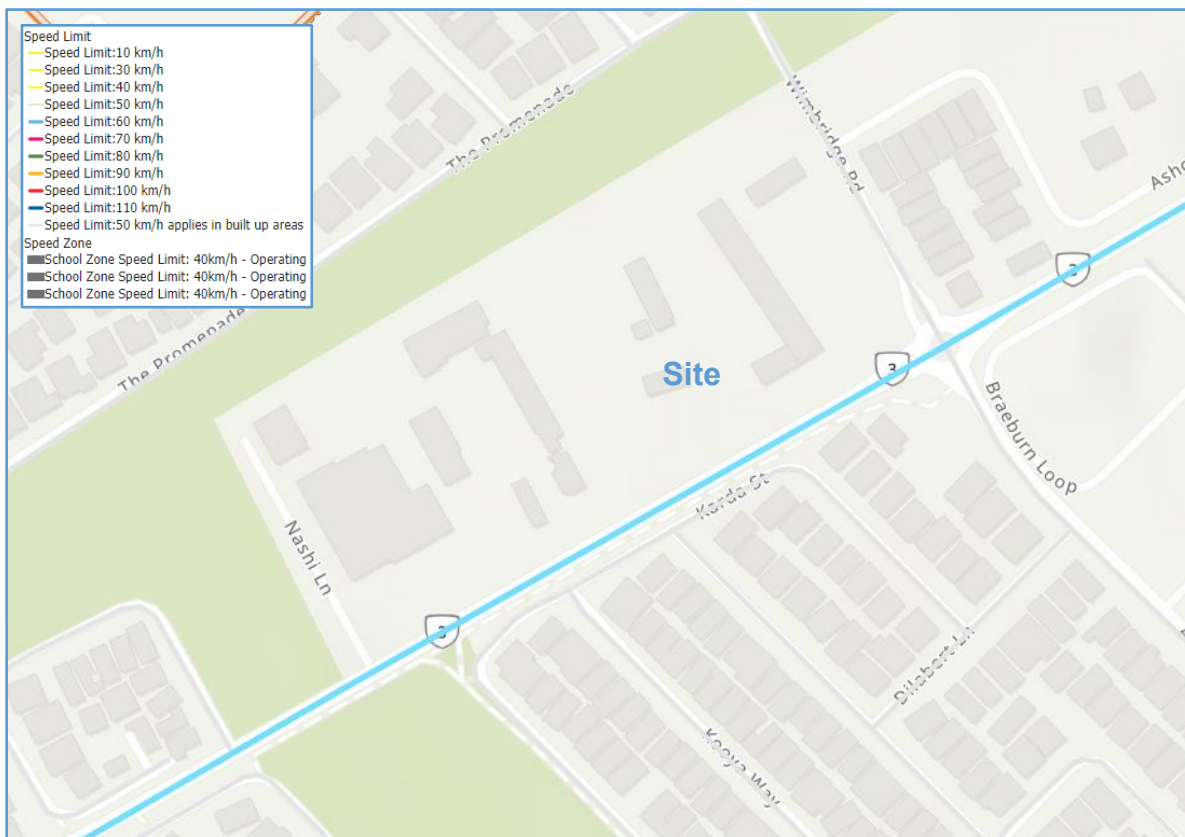 Speed Limit
Speed Limit:10 km/h
Speed Limit:30 km/h
Speed Limit:40 km/h
Speed Limit:50 km/h
Speed Limit:60 km/h
Speed Limit:70 km/h
Speed Limit:80 km/h
Speed Limit:90 km/h
Speed Limit:100 km/h
Speed Limit:110 km/h
Speed Limit:50 km/h applies in built up areas
Speed Zone
School Zone Speed Limit: 40km/h - Operating
School Zone Speed Limit: 40km/h - Operating
School Zone Speed Limit: 40km/h - Operating
The Promenade
Wimbridge Rd
3
The Promenade
Site
3
Braeburn Loop
Karda St
Nashi Ln
3
Dilabort Ln
Kooya Way